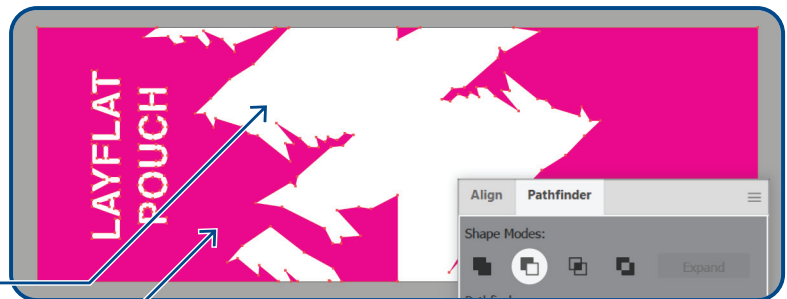 LAYFLAT
POUCH
Align Pathfinder
Shape Modes:
Expand